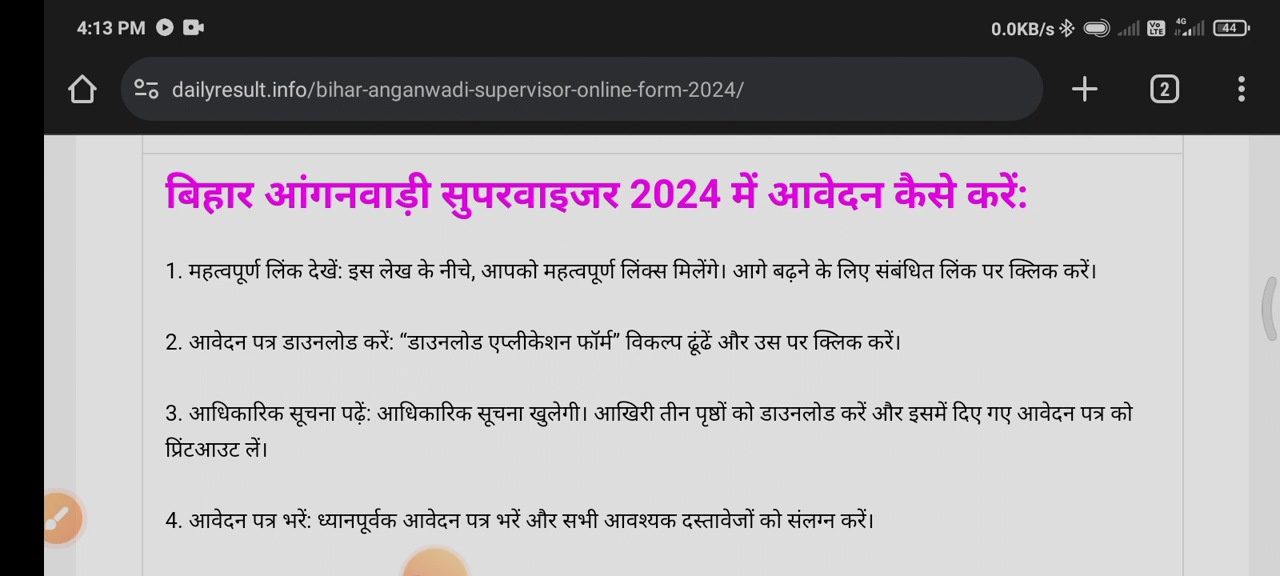 4:13 PM
0.0KB/s
Vo LTE
4G
44
dailyresult.info/bihar-anganwadi-supervisor-online-form-2024/
2
बिहार आंगनवाड़ी सुपरवाइजर 2024 में आवेदन कैसे करें:
1. महत्वपूर्ण लिंक देखें: इस लेख के नीचे, आपको महत्वपूर्ण लिंक्स मिलेंगे। आगे बढ़ने के लिए संबंधित लिंक पर क्लिक करें।
2. आवेदन पत्र डाउनलोड करें: “डाउनलोड एप्लीकेशन फॉर्म” विकल्प ढूंढें और उस पर क्लिक करें।
3. आधिकारिक सूचना पढ़ें: आधिकारिक सूचना खुलेगी। आखिरी तीन पृष्ठों को डाउनलोड करें और इसमें दिए गए आवेदन पत्र को
प्रिंटआउट लें।
4. आवेदन पत्र भरें: ध्यानपूर्वक आवेदन पत्र भरें और सभी आवश्यक दस्तावेजों को संलग्न करें।